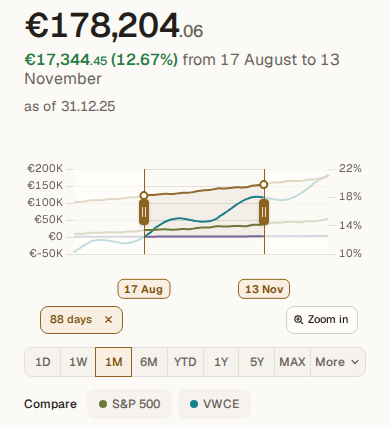 €178,204.06
€17,344.45 (12.67%) from 17 August to 13
November
as of 31.12.25
€200K 22%
€150K
€100K 18%
€50K 14%
€0
€-50K 10%
17 Aug 13 Nov
88 days × Zoom in
1D 1W 1M 6M YTD 1Y 5Y MAX More
Compare S&P 500 VWCE